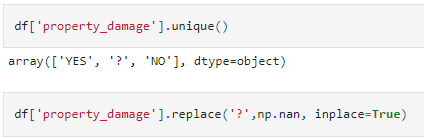 df['property_damage'].unique()
array(['YES', '?', 'NO'], dtype=object)
df['property_damage'].replace('?',np.nan, inplace=True)